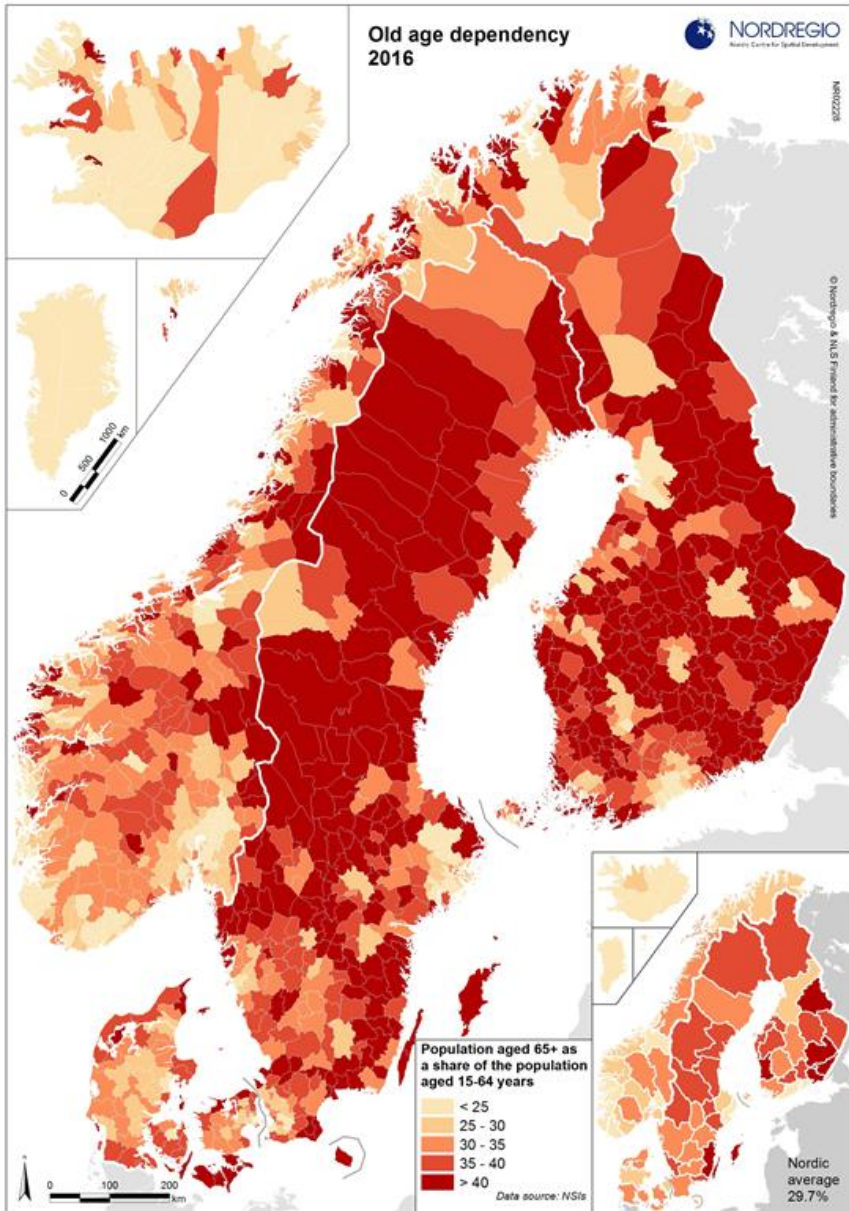 Old age dependency
2016
NORDREGIO
Nordic Centre for Spatial Development
NR02228
© Nordregio & NLS Finland for administrative boundaries
0 500 1000
km
Population aged 65+ as
a share of the population
aged 15-64 years
< 25
25 - 30
30 - 35
35 - 40
> 40
Data source: NSIs
Nordic
average
29.7%
0 100 200
km